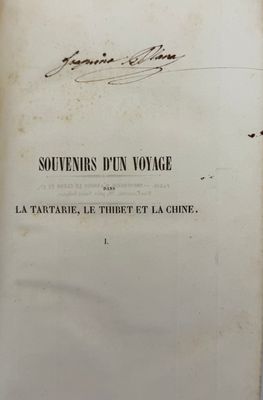 SOUVENIRS D'UN VOYAGE
DANS
LA TARTARIE, LE THIBET ET LA CHINE.
I.